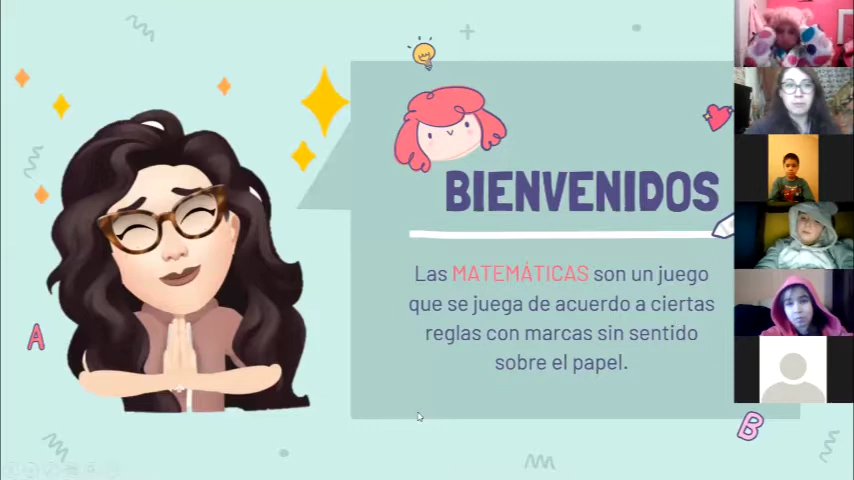 BIENVENIDOS
Las MATEMÁTICAS son un juego
que se juega de acuerdo a ciertas
reglas con marcas sin sentido
sobre el papel.
A
B